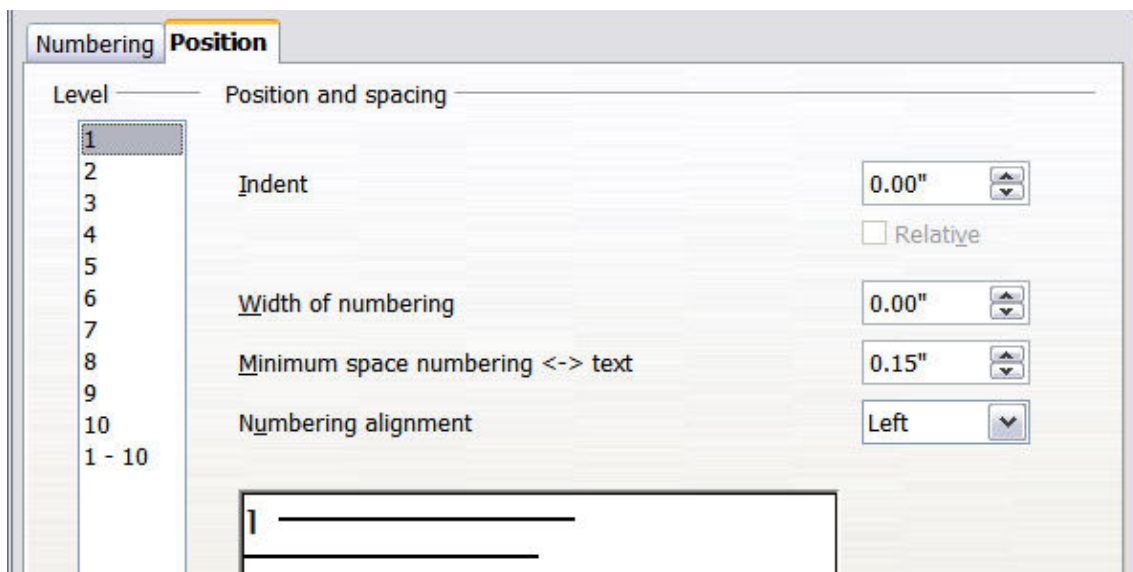 Numbering Position
Level Position and spacing
1
2
3
4
5
6
7
8
9
10
1 - 10
Indent 0.00"
Relative
Width of numbering 0.00"
Minimum space numbering <-> text 0.15"
Numbering alignment Left
1